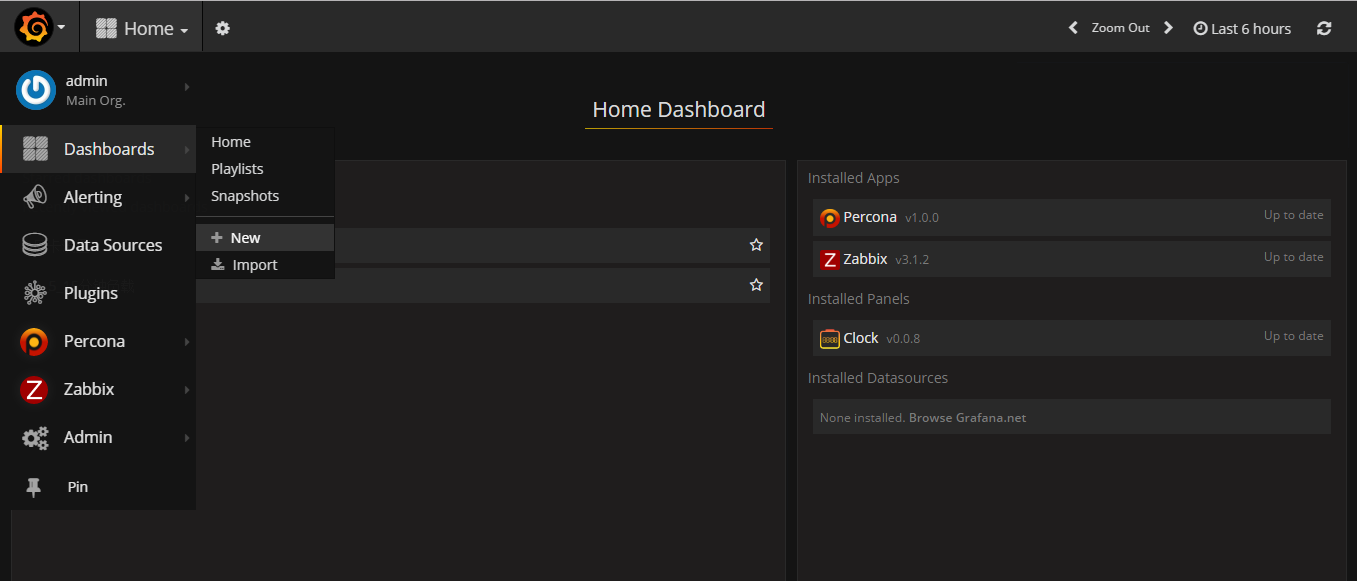 Home
Zoom Out
Last 6 hours
admin
Main Org.
Dashboards
Alerting
Data Sources
Plugins
Percona
Zabbix
Admin
Pin
Home
Playlists
Snapshots
New
Import
Home Dashboard
Installed Apps
Percona v1.0.0 Up to date
Zabbix v3.1.2 Up to date
Installed Panels
Clock v0.0.8 Up to date
Installed Datasources
None installed. Browse Grafana.net